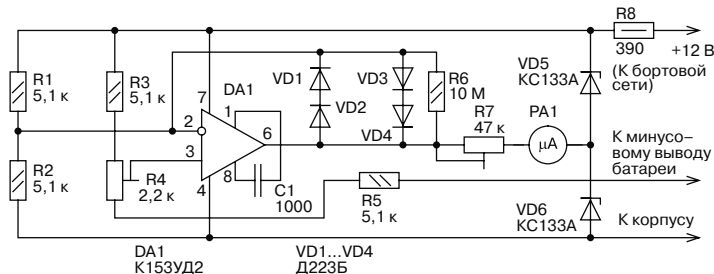 R8
390
+12 В
(К бортовой
сети)
VD5
КС133А
R1
5,1 к
R3
5,1 к
DA1
VD1
VD2
VD3
VD4
R6
10 М
R7
47 к
PA1
μA
7
1
2
3
6
8
4
R2
5,1 к
R4
2,2 к
C1
1000
R5
5,1 к
К минусо–
вому выводу
батареи
VD6
КС133А
К корпусу
DA1
К153УД2
VD1...VD4
Д223Б